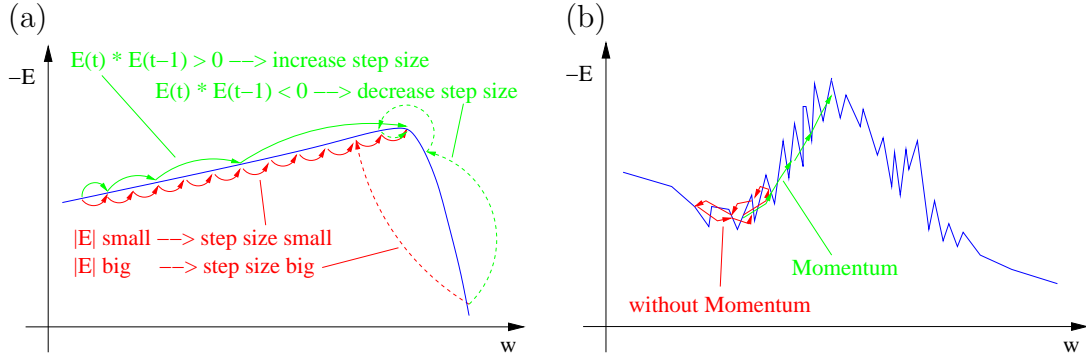 (a)
−E
E(t) * E(t−1) > 0 −−> increase step size
E(t) * E(t−1) < 0 −−> decrease step size
|E| small −−> step size small
|E| big −−> step size big
w
(b)
−E
Momentum
without Momentum
w